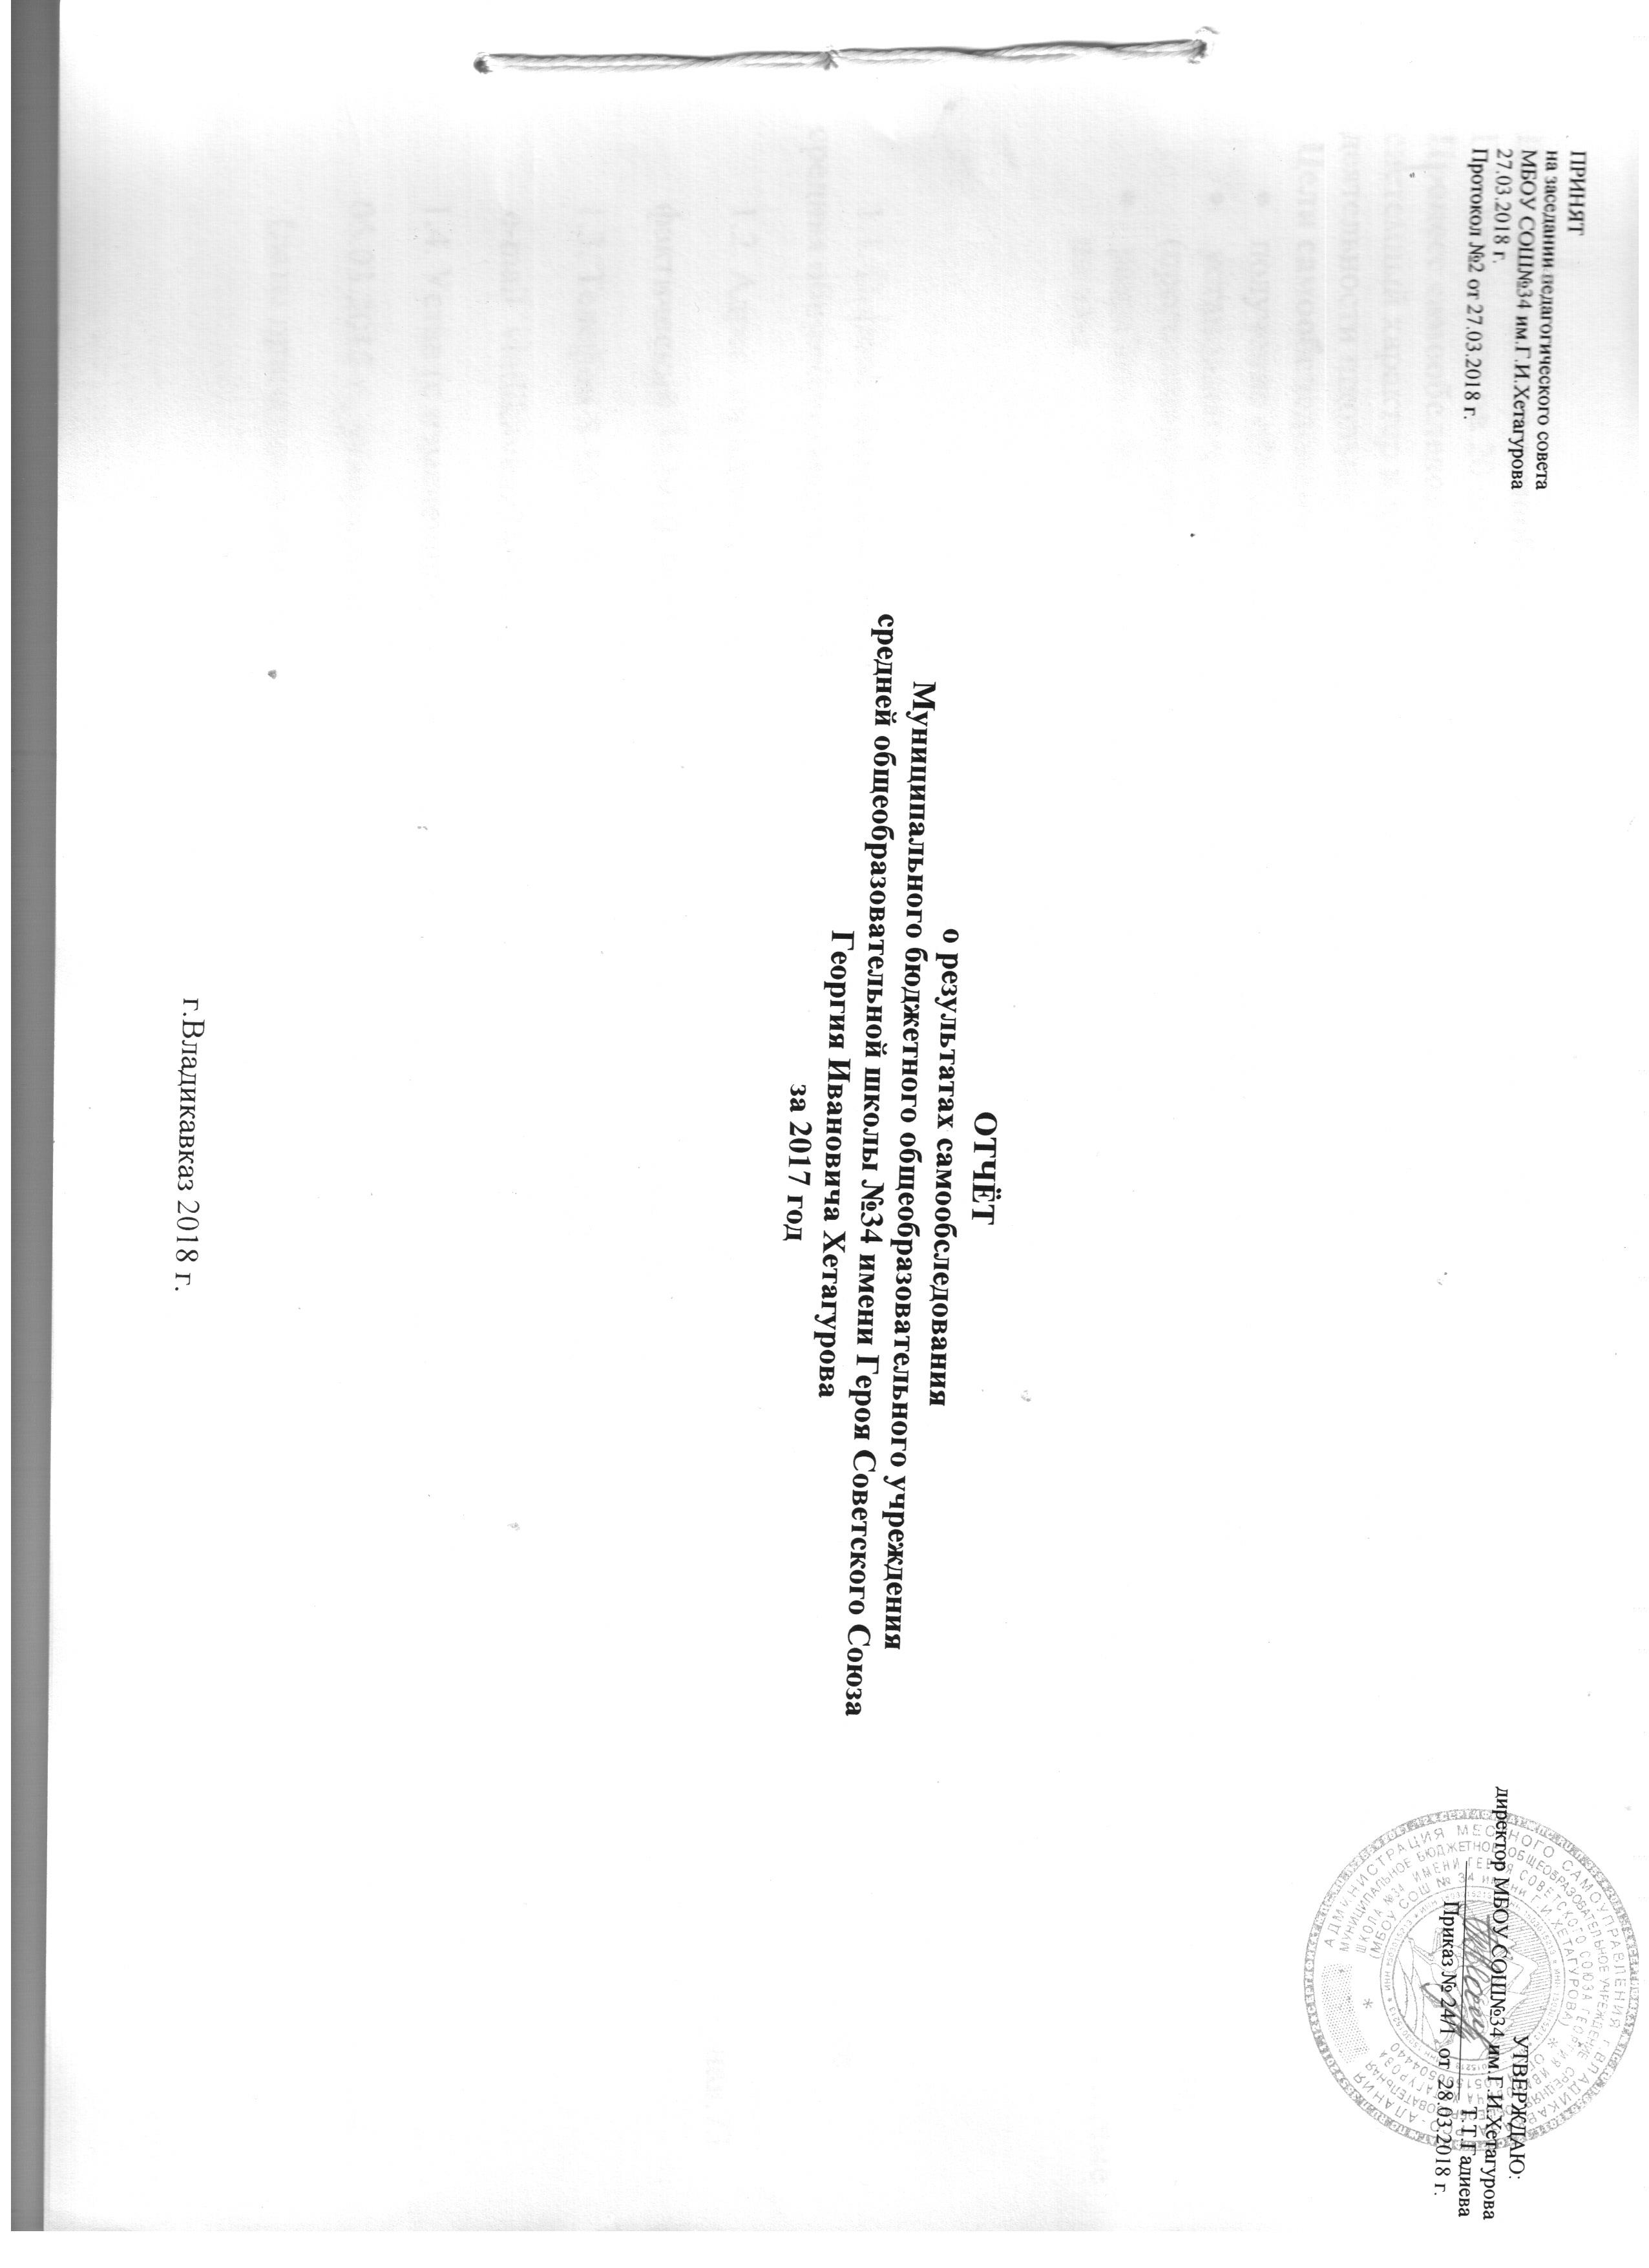 ПРИНЯТ
на заседании педагогического совета
МБОУ СОШ№34 им.Г.И.Хетагурова
27.03.2018 г.
Протокол №2 от 27.03.2018 г.
УТВЕРЖДАЮ:
директор МБОУ СОШ№34 им.Г.И.Хетагурова
Т.Т.Гадиева
Приказ № 24/1 от 28.03.2018 г.
ОТЧЁТ
о результатах самообследования
Муниципального бюджетного общеобразовательного учреждения
средней общеобразовательной школы №34 имени Героя Советского Союза
Георгия Ивановича Хетагурова
за 2017 год
г.Владикавказ 2018 г.